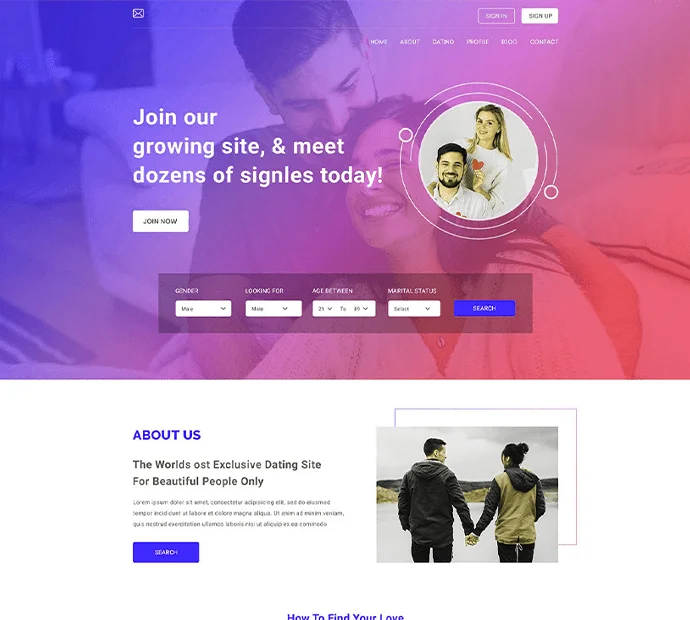 SIGN IN
SIGN UP
HOME ABOUT DATING PROFILE BLOG CONTACT
Join our
growing site, & meet
dozens of signles today!
JOIN NOW
GENDER LOOKING FOR AGE BETWEEN MARITAL STATUS
Male Male 21 To 89 Select SEARCH
ABOUT US
The Worlds ost Exclusive Dating Site
For Beautiful People Only
Lorem ipsum dolor sit amet, consectetur adipisicing elit, sed do eiusmod
tempor incid dunt ut labore et dolore magna aliqua. Ut enim ad minim veniam,
quis nostrud exercitation ullamco laboris nisi ut aliquip ex ea commodo
SEARCH
How To Find Your Love